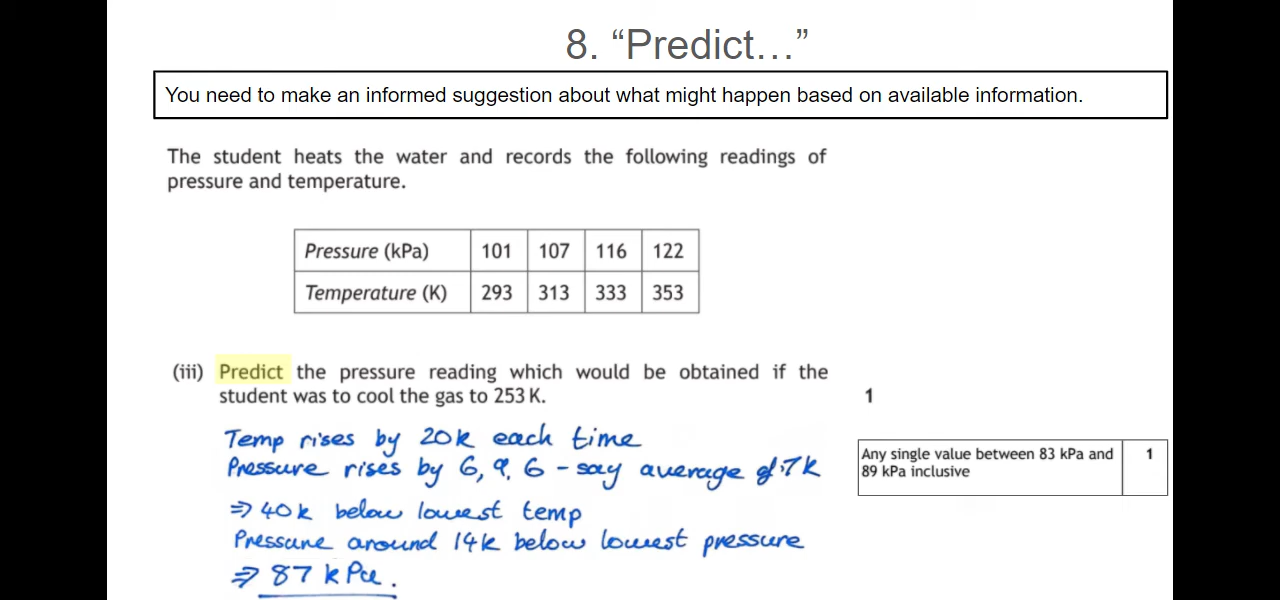 8. “Predict…”
You need to make an informed suggestion about what might happen based on available information.
The student heats the water and records the following readings of
pressure and temperature.
Pressure (kPa) 101 107 116 122
Temperature (K) 293 313 333 353
(iii) Predict the pressure reading which would be obtained if the
student was to cool the gas to 253 K. 1
Temp rises by 20k each time
Pressure rises by 6, 9, 6 - say average of 7k
⇒ 40k below lowest temp
Pressure around 14k below lowest pressure
⇒ 87 kPa.
Any single value between 83 kPa and 1
89 kPa inclusive